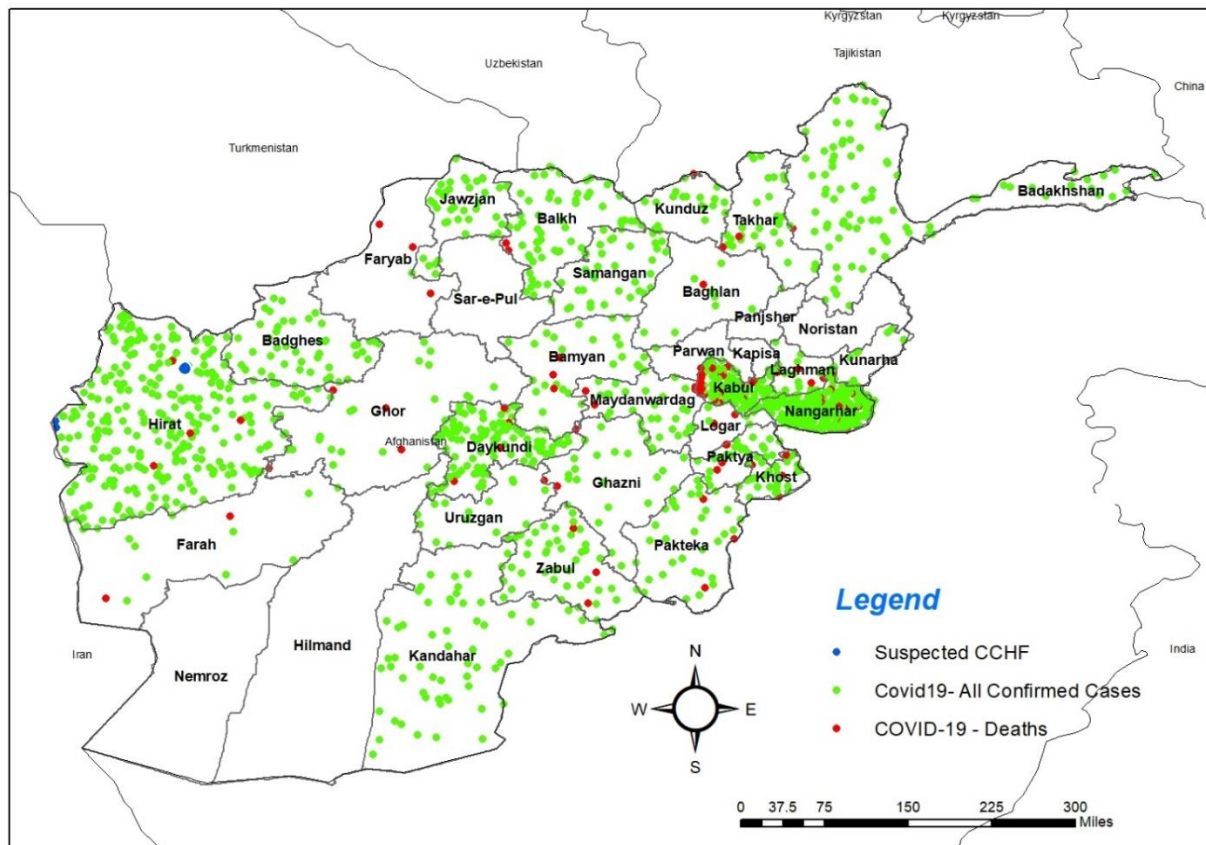 Kyrgyzstan
Kyrgyzstan
Tajikistan
Uzbekistan
China
Turkmenistan
Badakhshan
Jawzjan
Balkh
Kunduz
Takhar
Faryab
Samangan
Sar-e-Pul
Baghlan
Panjsher
Noristan
Badghes
Bamyan
Parwan
Kapisa
Kunarha
Laghman
Kabul
Maydanwardag
Nangarhar
Ghor
Hirat
Logar
Afghanistan
Daykundi
Paktya
Khost
Ghazni
Uruzgan
Farah
Pakteka
Zabul
Hilmand
Kandahar
Iran
Nemroz
India
Legend
Suspected CCHF
Covid19- All Confirmed Cases
COVID-19 - Deaths
N
W
E
S
0 37.5 75 150 225 300
Miles